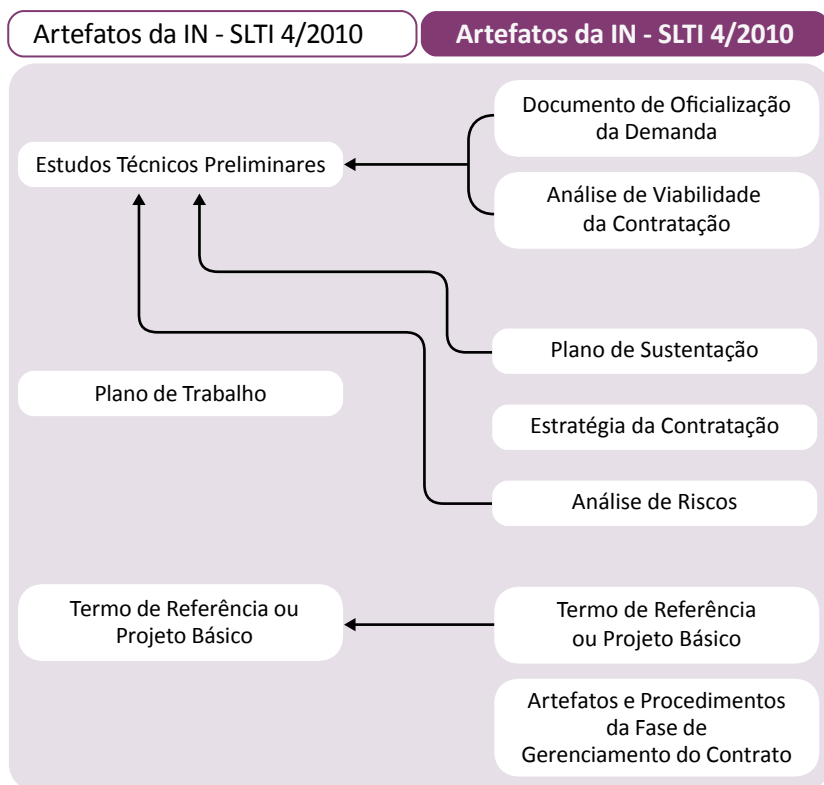 Artefatos da IN - SLTI 4/2010
Artefatos da IN - SLTI 4/2010
Documento de Oficialização
da Demanda
Estudos Técnicos Preliminares
Análise de Viabilidade
da Contratação
Plano de Sustentação
Plano de Trabalho
Estratégia da Contratação
Análise de Riscos
Termo de Referência ou
Projeto Básico
Termo de Referência
ou Projeto Básico
Artefatos e Procedimentos
da Fase de
Gerenciamento do Contrato